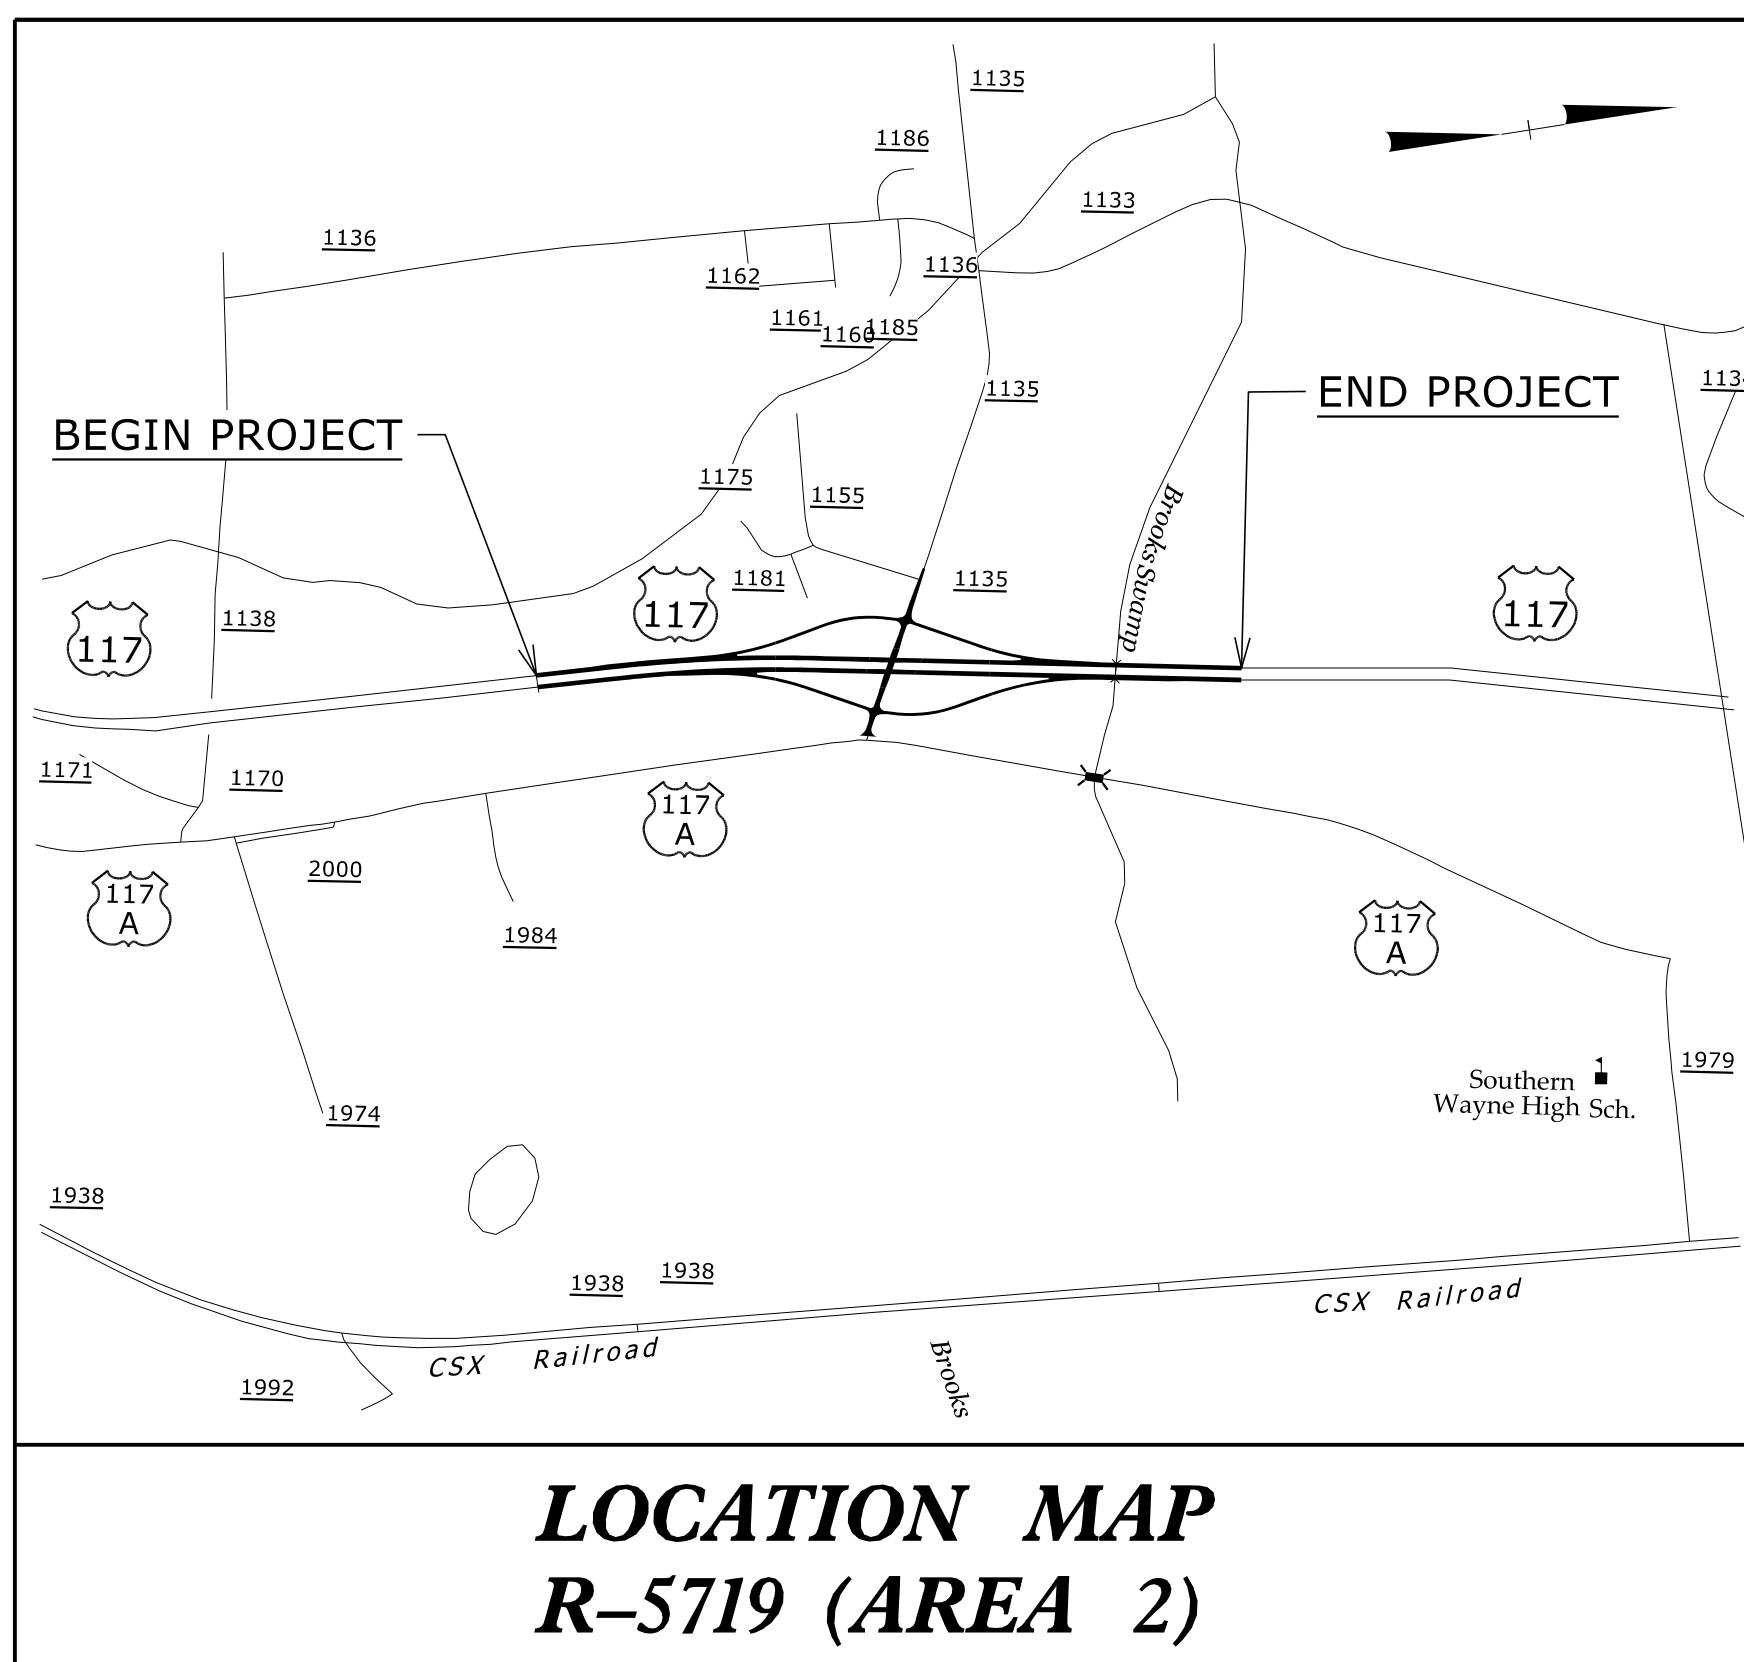 1135
1186
1133
1136
1136
1162
1161
1160
1185
1135
END PROJECT
BEGIN PROJECT
1175
1155
Brooks Swamp
1181
1135
117
117
117
1138
1171
1170
117
A
2000
117
A
1984
117
A
1979
Southern
Wayne High Sch.
1974
1938
1938
1938
CSX Railroad
CSX Railroad
Brooks
1992
LOCATION MAP
R–5719 (AREA 2)